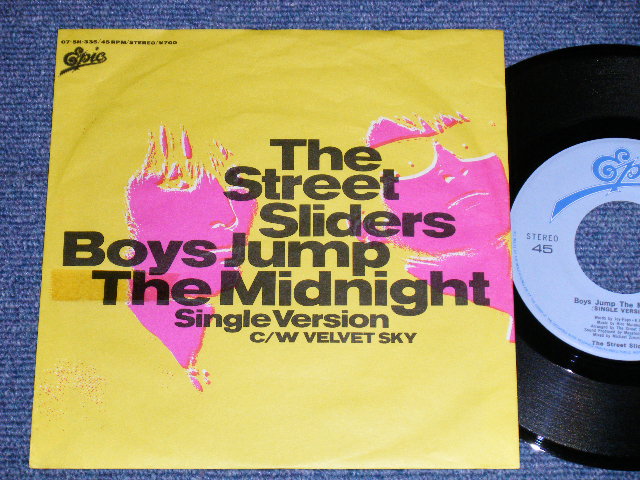 07・5H-335/45RPM/STEREO/¥700
Epic
The
Street
Sliders
Boys Jump
The Midnight
Single Version
C/W VELVET SKY
Epic
STEREO
45
Boys Jump The M
(SINGLE VERSI
The Street Slid